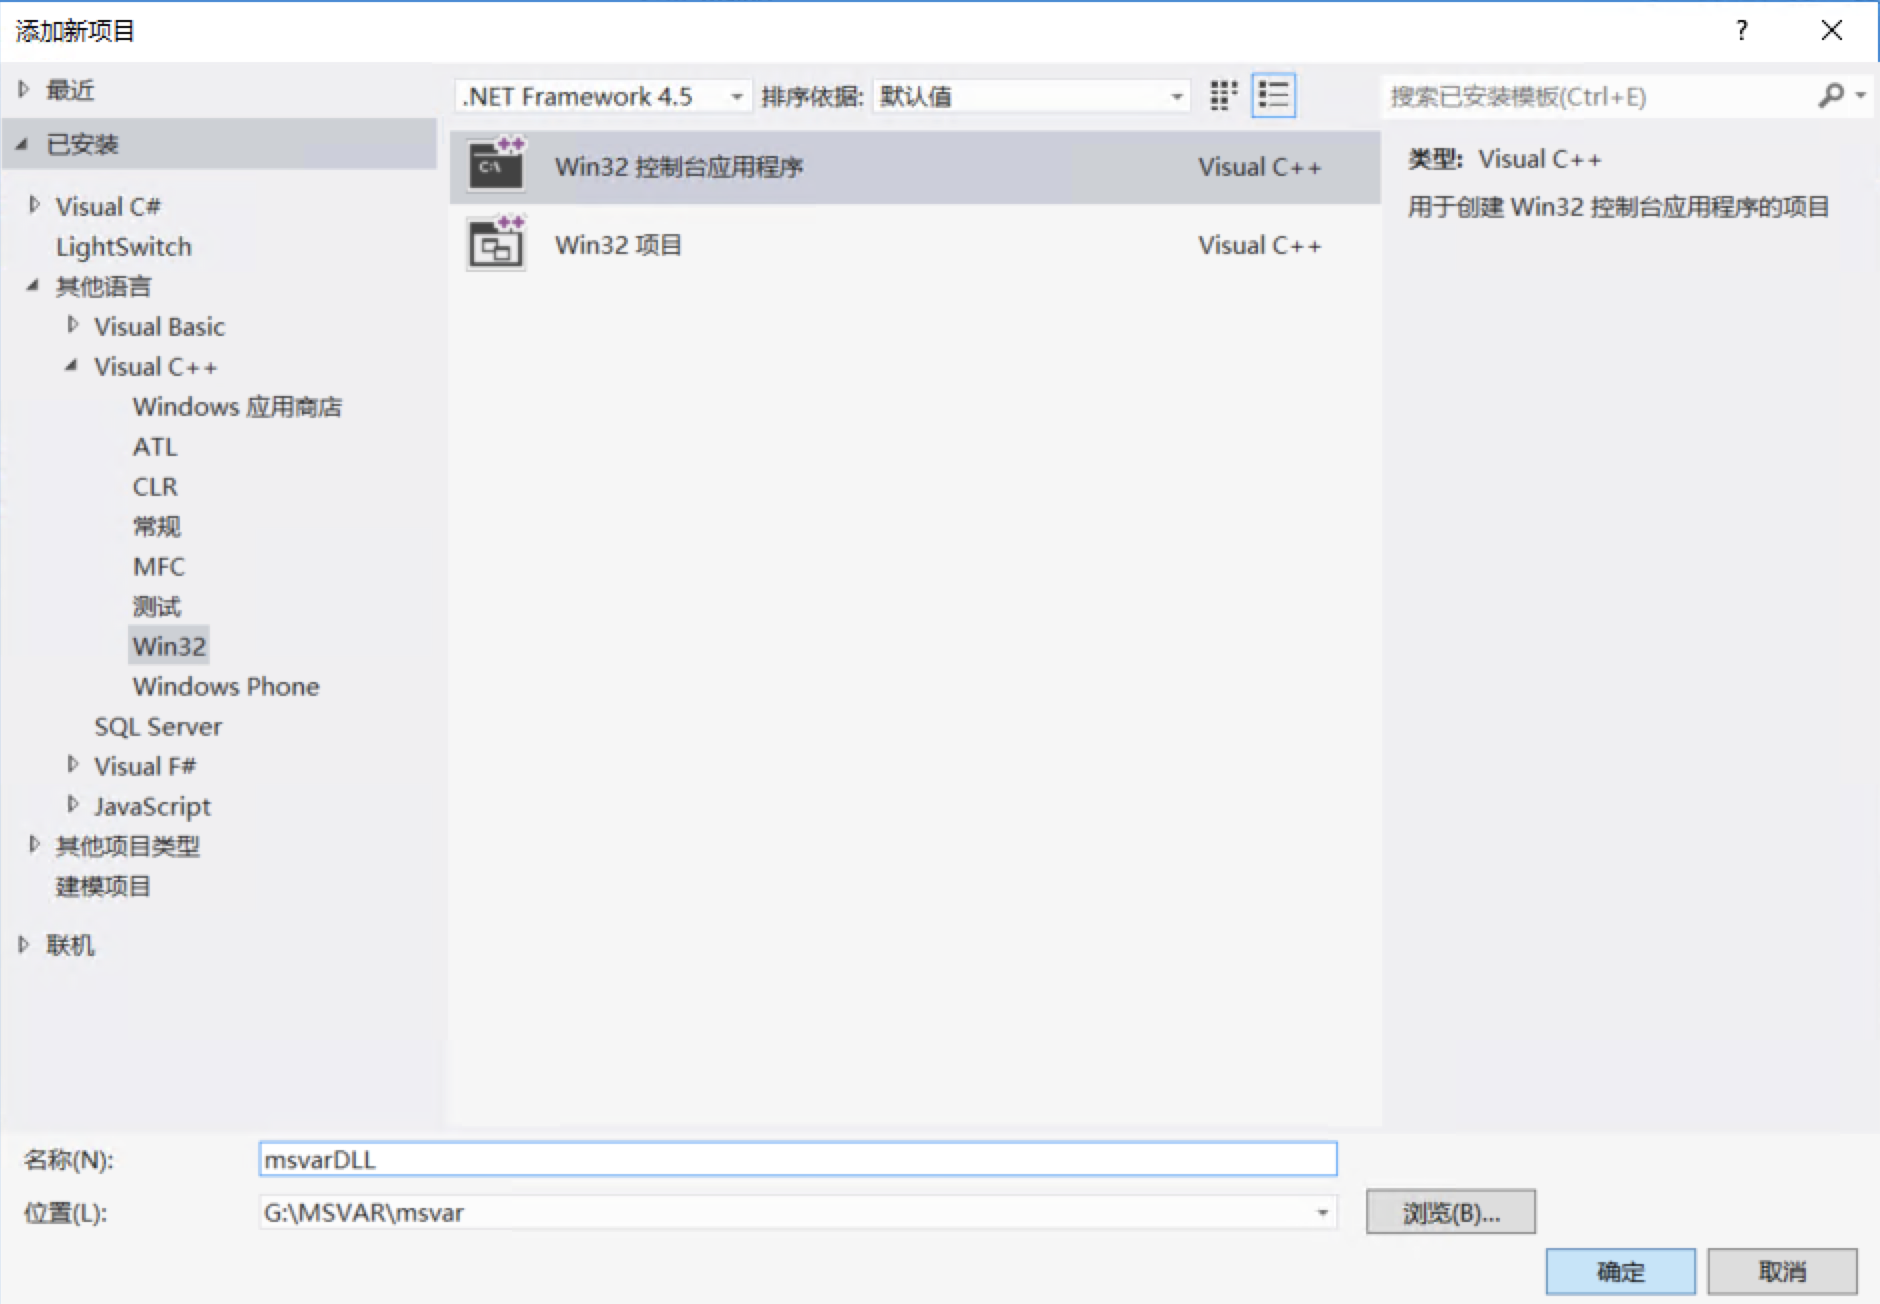 添加新项目
?
最近
已安装
Visual C#
LightSwitch
其他语言
Visual Basic
Visual C++
Windows 应用商店
ATL
CLR
常规
MFC
测试
Win32
Windows Phone
SQL Server
Visual F#
JavaScript
其他项目类型
建模项目
联机
.NET Framework 4.5 排序依据: 默认值
Win32 控制台应用程序 Visual C++
Win32 项目 Visual C++
搜索已安装模板(Ctrl+E)
类型: Visual C++
用于创建 Win32 控制台应用程序的项目
名称(N): msvarDLL
位置(L): G:\MSVAR\msvar 浏览(B)...
确定 取消